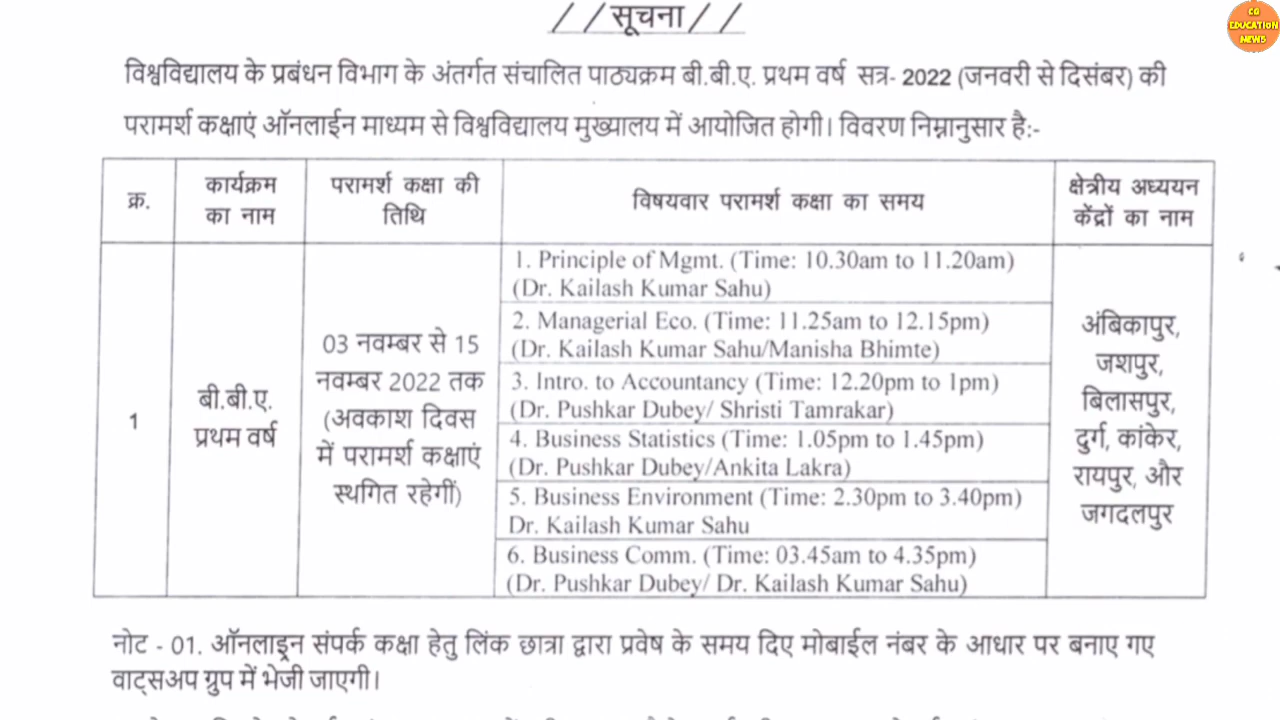 //सूचना//
CG
EDUCATION
NEWS
विश्वविद्यालय के प्रबंधन विभाग के अंतर्गत संचालित पाठ्यक्रम बी.बी.ए. प्रथम वर्ष सत्र- 2022 (जनवरी से दिसंबर) की
परामर्श कक्षाएं ऑनलाईन माध्यम से विश्वविद्यालय मुख्यालय में आयोजित होगी। विवरण निम्नानुसार है:-
क्र.
कार्यक्रम
का नाम
परामर्श कक्षा की
तिथि
विषयवार परामर्श कक्षा का समय
क्षेत्रीय अध्ययन
केंद्रों का नाम
1
बी.बी.ए.
प्रथम वर्ष
03 नवम्बर से 15
नवम्बर 2022 तक
(अवकाश दिवस
में परामर्श कक्षाएं
स्थगित रहेगीं)
1. Principle of Mgmt. (Time: 10.30am to 11.20am)
(Dr. Kailash Kumar Sahu)
2. Managerial Eco. (Time: 11.25am to 12.15pm)
(Dr. Kailash Kumar Sahu/Manisha Bhimte)
3. Intro. to Accountancy (Time: 12.20pm to 1pm)
(Dr. Pushkar Dubey/ Shristi Tamrakar)
4. Business Statistics (Time: 1.05pm to 1.45pm)
(Dr. Pushkar Dubey/Ankita Lakra)
5. Business Environment (Time: 2.30pm to 3.40pm)
Dr. Kailash Kumar Sahu
6. Business Comm. (Time: 03.45am to 4.35pm)
(Dr. Pushkar Dubey/ Dr. Kailash Kumar Sahu)
अंबिकापुर,
जशपुर,
बिलासपुर,
दुर्ग, कांकेर,
रायपुर, और
जगदलपुर
नोट - 01. ऑनलाइ्रन संपर्क कक्षा हेतु लिंक छात्रा द्वारा प्रवेष के समय दिए मोबाईल नंबर के आधार पर बनाए गए
वाट्सअप ग्रुप में भेजी जाएगी।